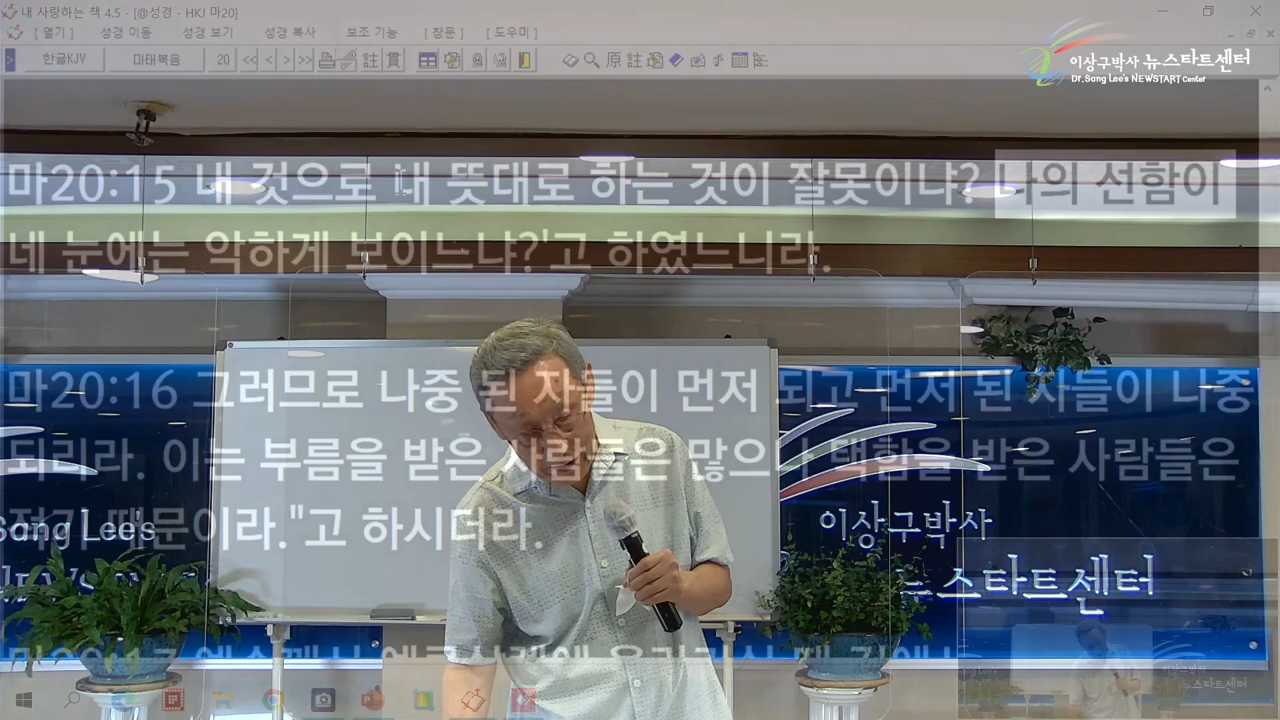 내 사랑하는 책 4.5 - [@성경 - HKJ 마20]
[ 열기 ] 성경 이동 성경 보기 성경 복사 보조 기능 [ 창문 ] [ 도우미 ]
한글KJV 마태복음 20 << < > >> 註 貫 原 註
이상구박사 뉴스타트센터
Dr. Sang Lee's NEWSTART Center
마20:15 내 것으로 내 뜻대로 하는 것이 잘못이냐? 나의 선함이
네 눈에는 악하게 보이느냐?'고 하였느니라.
마20:16 그러므로 나중 된 자들이 먼저 되고 먼저 된 자들이 나중
되리라. 이는 부름을 받은 사람들은 많으나 택함을 받은 사람들은
적기 때문이라."고 하시더라.
Sang Lee's
이상구박사
뉴스타트센터